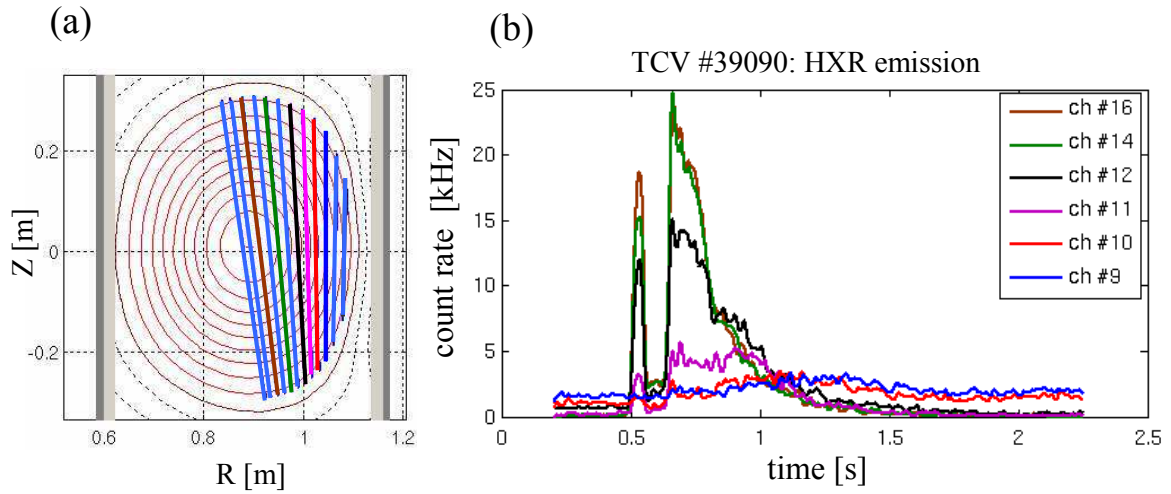 (a)
(b)
TCV #39090: HXR emission
Z [m]
0.2
0
-0.2
0.6
0.8
1
1.2
R [m]
count rate [kHz]
25
20
15
10
5
0
0
0.5
1
1.5
2
2.5
time [s]
ch #16
ch #14
ch #12
ch #11
ch #10
ch #9